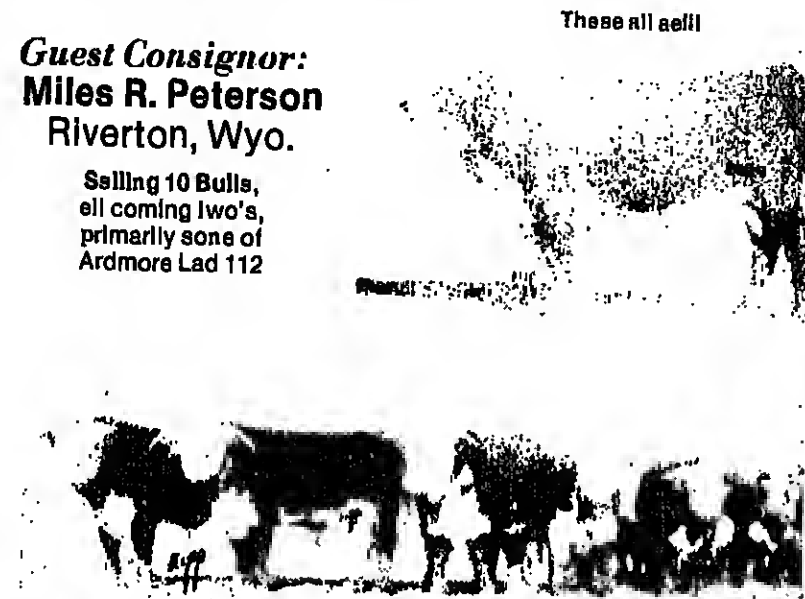 These all sell!
Guest Consignor:
Miles R. Peterson
Riverton, Wyo.
Selling 10 Bulls,
all coming two's,
primarily sons of
Ardmore Lad 112